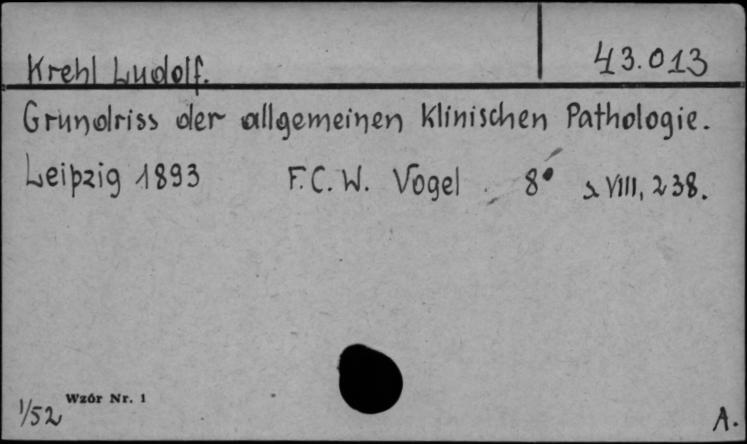 Krehl Ludolf. 43.013
Grundriss der allgemeinen Klinischen Pathologie.
Leipzig 1893 F.C.W. Vogel 8° s. VIII, 238.
Wzór Nr. 1
1/52 A.